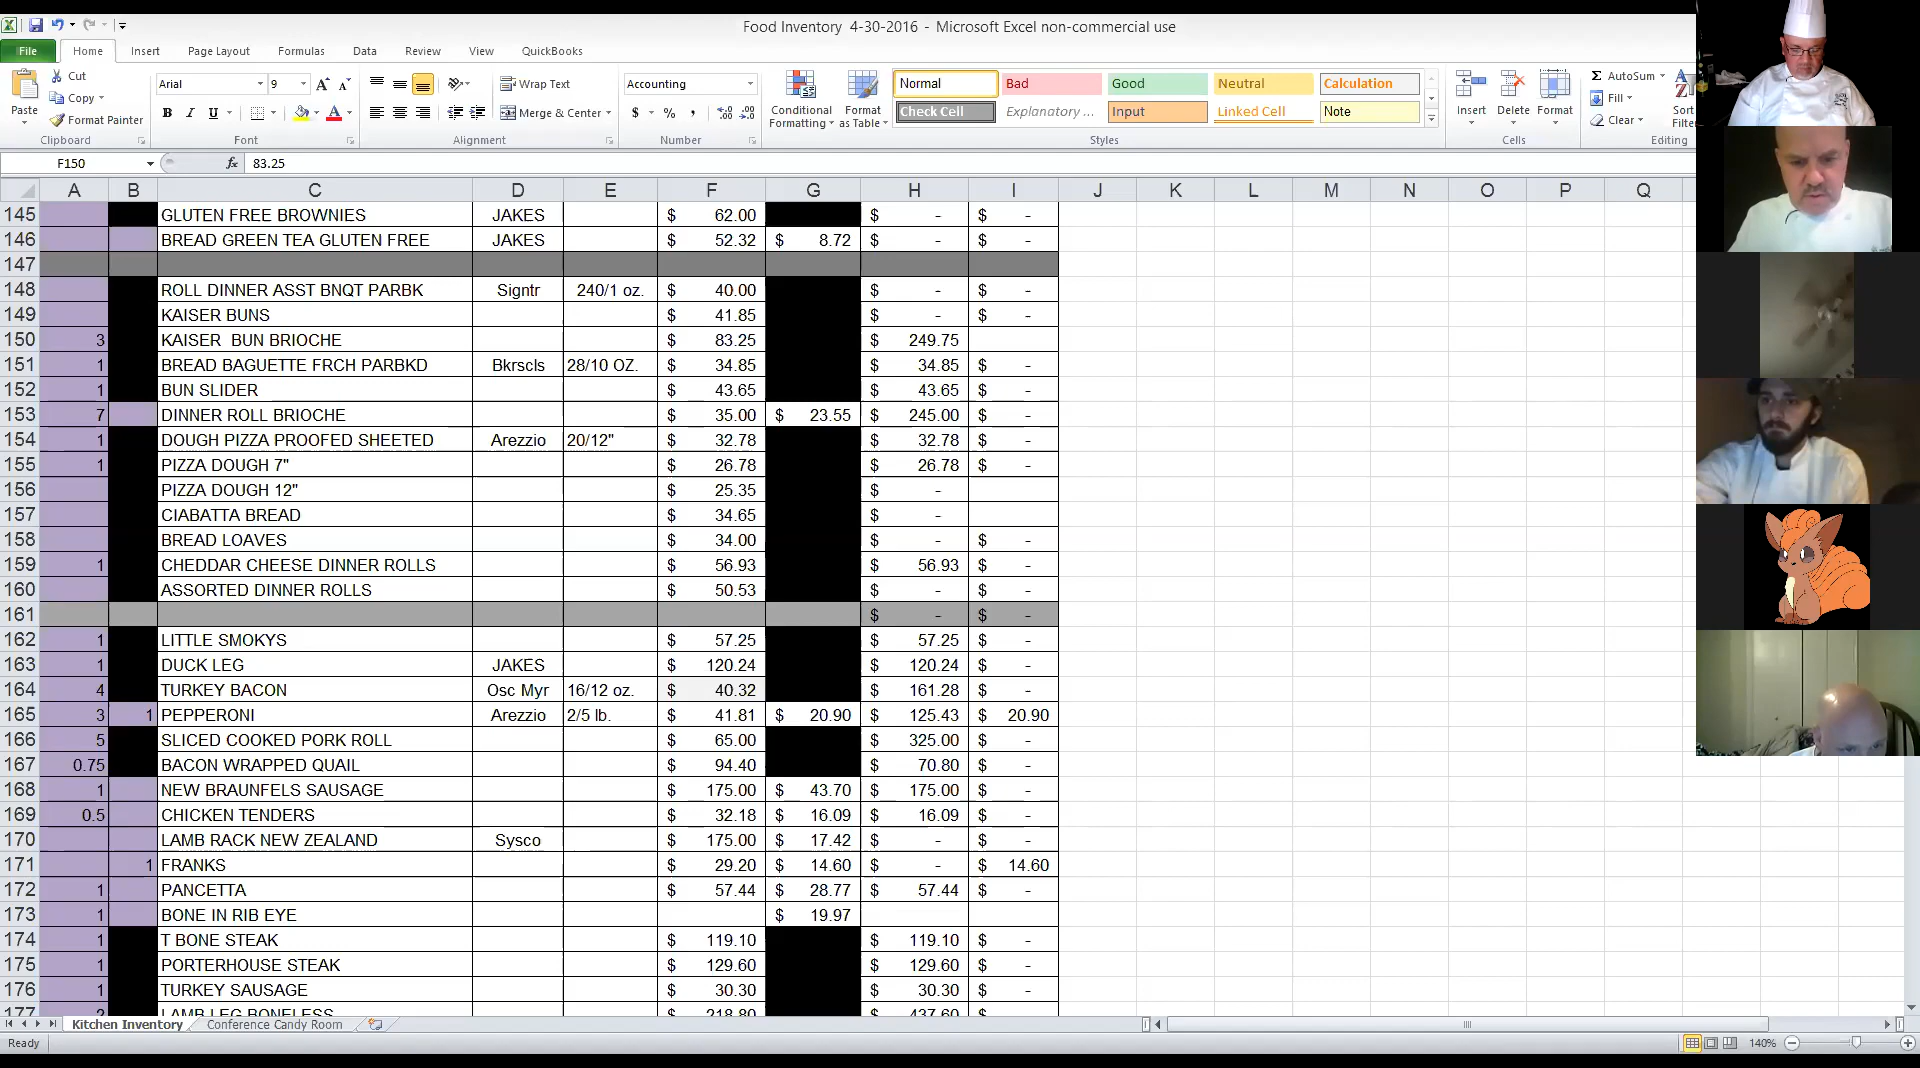 Food Inventory 4-30-2016 - Microsoft Excel non-commercial use
File Home Insert Page Layout Formulas Data Review View QuickBooks
Paste Cut Copy Format Painter Clipboard
Arial 9 A A B I U A Font
Wrap Text Merge & Center Alignment
Accounting $ % , Number
Conditional Formatting Format as Table
Normal Bad Good Neutral Calculation
Check Cell Explanatory ... Input Linked Cell Note
Styles
Insert Delete Format Cells
Σ AutoSum Fill Clear Sort Filter Editing
F150 fx 83.25
A B C D E F G H I J K L M N O P Q
145 GLUTEN FREE BROWNIES JAKES $ 62.00 $ - $ -
146 BREAD GREEN TEA GLUTEN FREE JAKES $ 52.32 $ 8.72 $ - $ -
147
148 ROLL DINNER ASST BNQT PARBK Signtr 240/1 oz. $ 40.00 $ - $ -
149 KAISER BUNS $ 41.85 $ - $ -
150 3 KAISER BUN BRIOCHE $ 83.25 $ 249.75
151 1 BREAD BAGUETTE FRCH PARBKD Bkrscls 28/10 OZ. $ 34.85 $ 34.85 $ -
152 1 BUN SLIDER $ 43.65 $ 43.65 $ -
153 7 DINNER ROLL BRIOCHE $ 35.00 $ 23.55 $ 245.00 $ -
154 1 DOUGH PIZZA PROOFED SHEETED Arezzio 20/12" $ 32.78 $ 32.78 $ -
155 1 PIZZA DOUGH 7" $ 26.78 $ 26.78 $ -
156 PIZZA DOUGH 12" $ 25.35 $ -
157 CIABATTA BREAD $ 34.65 $ -
158 BREAD LOAVES $ 34.00 $ - $ -
159 1 CHEDDAR CHEESE DINNER ROLLS $ 56.93 $ 56.93 $ -
160 ASSORTED DINNER ROLLS $ 50.53 $ - $ -
161 $ - $ -
162 1 LITTLE SMOKYS $ 57.25 $ 57.25 $ -
163 1 DUCK LEG JAKES $ 120.24 $ 120.24 $ -
164 4 TURKEY BACON Osc Myr 16/12 oz. $ 40.32 $ 161.28 $ -
165 3 1 PEPPERONI Arezzio 2/5 lb. $ 41.81 $ 20.90 $ 125.43 $ 20.90
166 5 SLICED COOKED PORK ROLL $ 65.00 $ 325.00 $ -
167 0.75 BACON WRAPPED QUAIL $ 94.40 $ 70.80 $ -
168 1 NEW BRAUNFELS SAUSAGE $ 175.00 $ 43.70 $ 175.00 $ -
169 0.5 CHICKEN TENDERS $ 32.18 $ 16.09 $ 16.09 $ -
170 LAMB RACK NEW ZEALAND Sysco $ 175.00 $ 17.42 $ - $ -
171 1 FRANKS $ 29.20 $ 14.60 $ - $ 14.60
172 1 PANCETTA $ 57.44 $ 28.77 $ 57.44 $ -
173 1 BONE IN RIB EYE $ 19.97
174 1 T BONE STEAK $ 119.10 $ 119.10 $ -
175 1 PORTERHOUSE STEAK $ 129.60 $ 129.60 $ -
176 1 TURKEY SAUSAGE $ 30.30 $ 30.30 $ -
177 2 LAMB LEG BONELESS $ 218.80 $ 437.60 $ -
Kitchen Inventory Conference Candy Room
Ready 140%